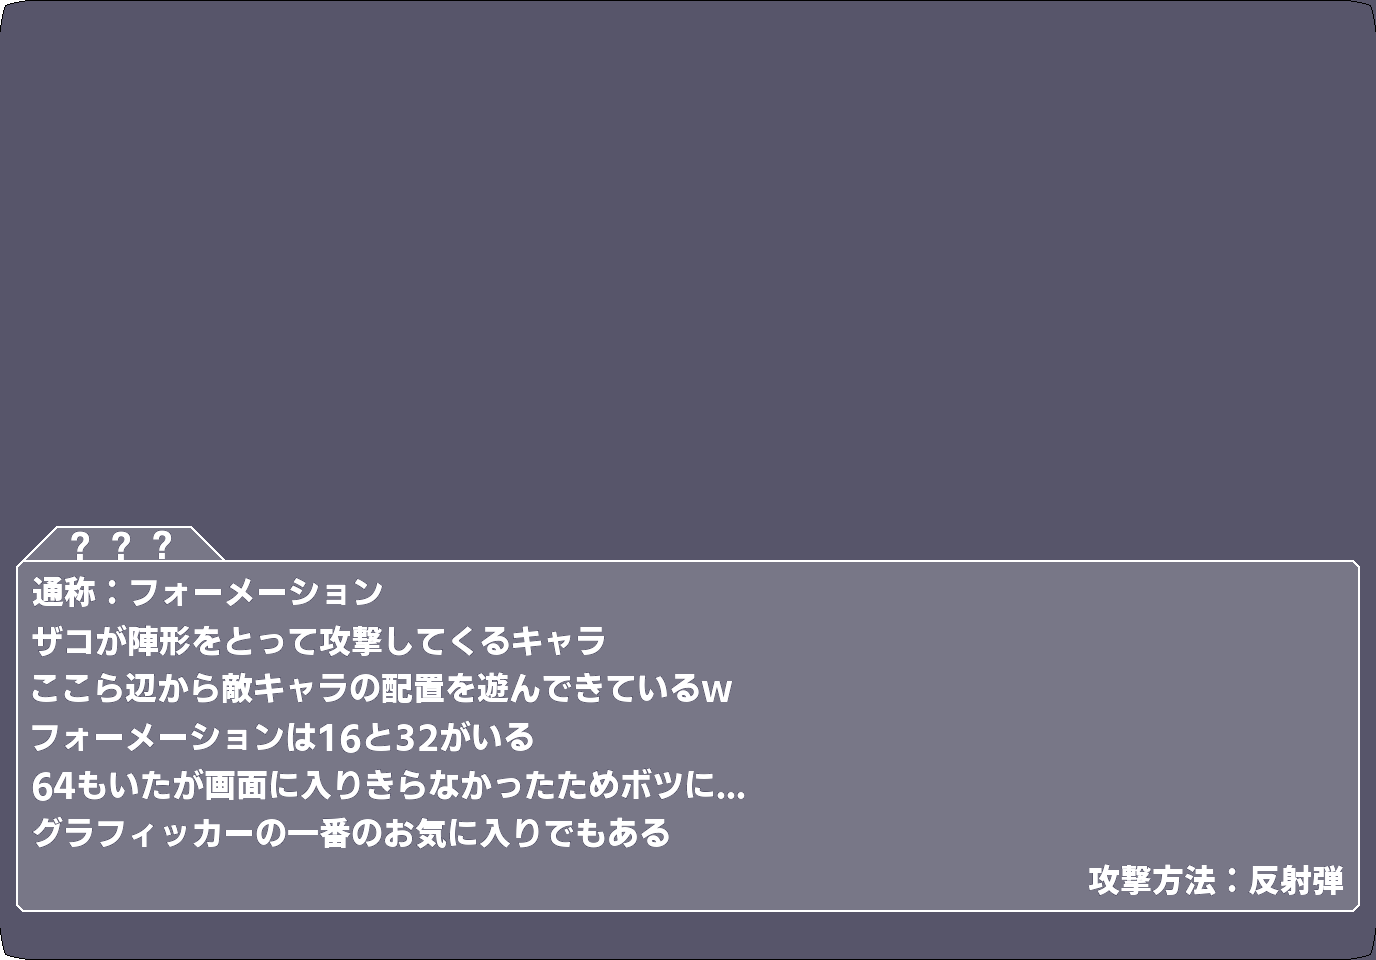 ？？？
通称：フォーメーション
ザコが陣形をとって攻撃してくるキャラ
ここら辺から敵キャラの配置を遊んできているw
フォーメーションは16と32がいる
64もいたが画面に入りきらなかったためボツに...
グラフィッカーの一番のお気に入りでもある
攻撃方法：反射弾